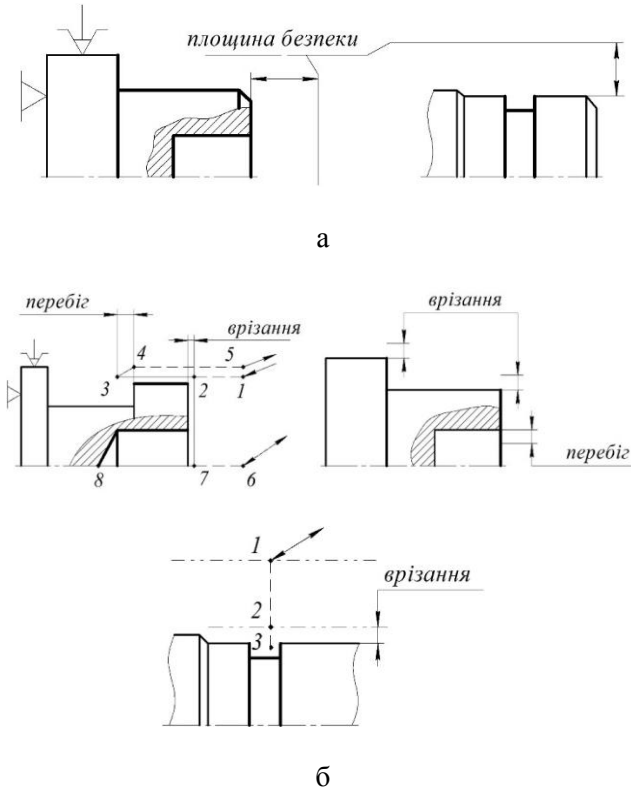 площина безпеки
а
перебіг
врізання
4
5
3
2
1
8
7
6
врізання
перебіг
1
врізання
2
3
б